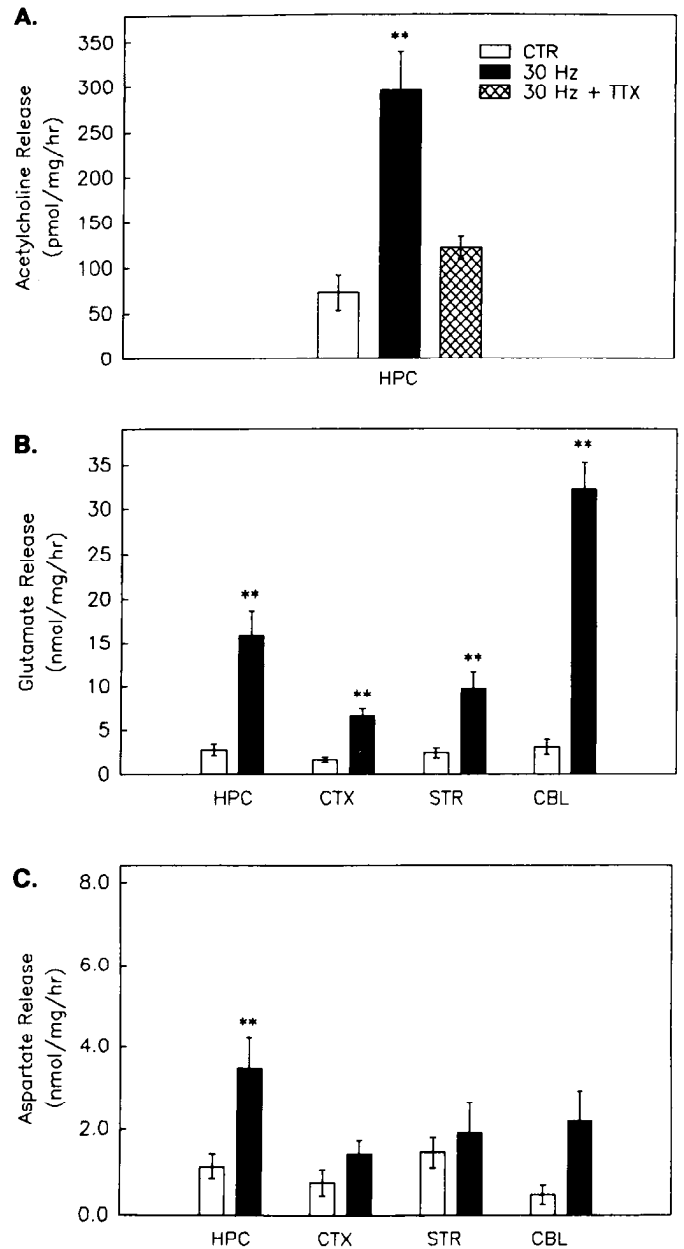 A.
Acetylcholine Release
(pmol/mg/hr)
350
300
250
200
150
100
50
0
**
CTR
30 Hz
30 Hz + TTX
HPC
B.
Glutamate Release
(nmol/mg/hr)
35
30
25
20
15
10
5
0
**
**
**
**
HPC CTX STR CBL
C.
Aspartate Release
(nmol/mg/hr)
8.0
6.0
4.0
2.0
0.0
**
HPC CTX STR CBL